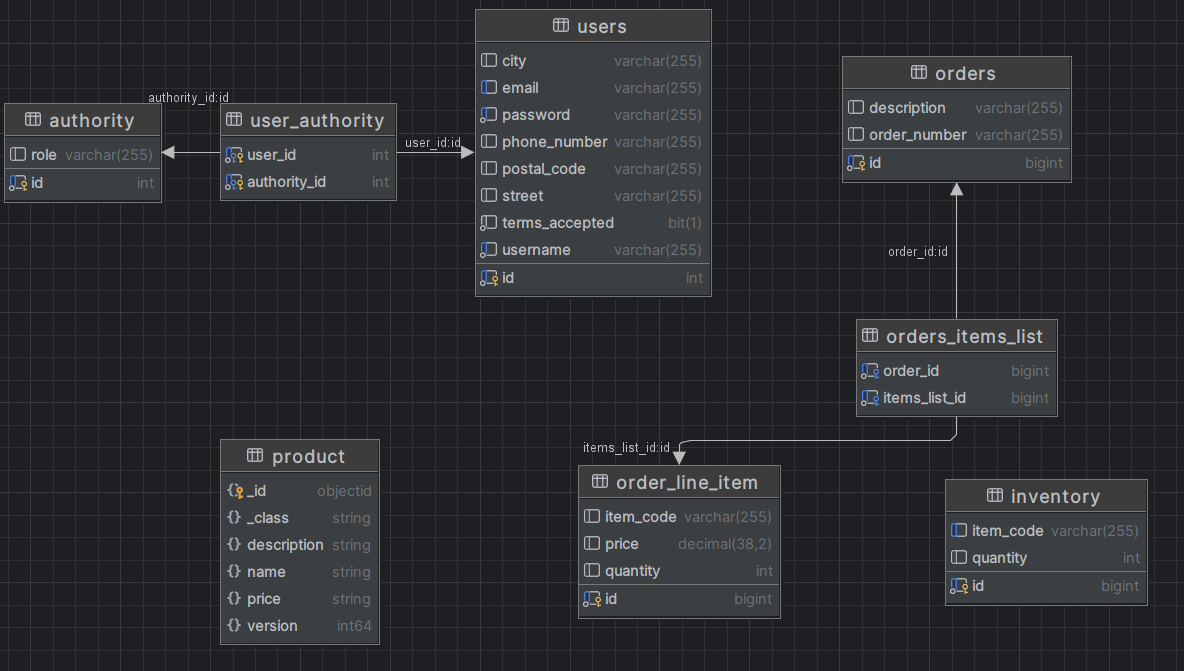 users
city varchar(255)
email varchar(255)
password varchar(255)
phone_number varchar(255)
postal_code varchar(255)
street varchar(255)
terms_accepted bit(1)
username varchar(255)
id int
authority_id:id
authority
role varchar(255)
id int
user_authority
user_id int
authority_id int
user_id:id
orders
description varchar(255)
order_number varchar(255)
id bigint
order_id:id
orders_items_list
order_id bigint
items_list_id bigint
items_list_id:id
product
_id objectid
_class string
description string
name string
price string
version int64
order_line_item
item_code varchar(255)
price decimal(38,2)
quantity int
id bigint
inventory
item_code varchar(255)
quantity int
id bigint